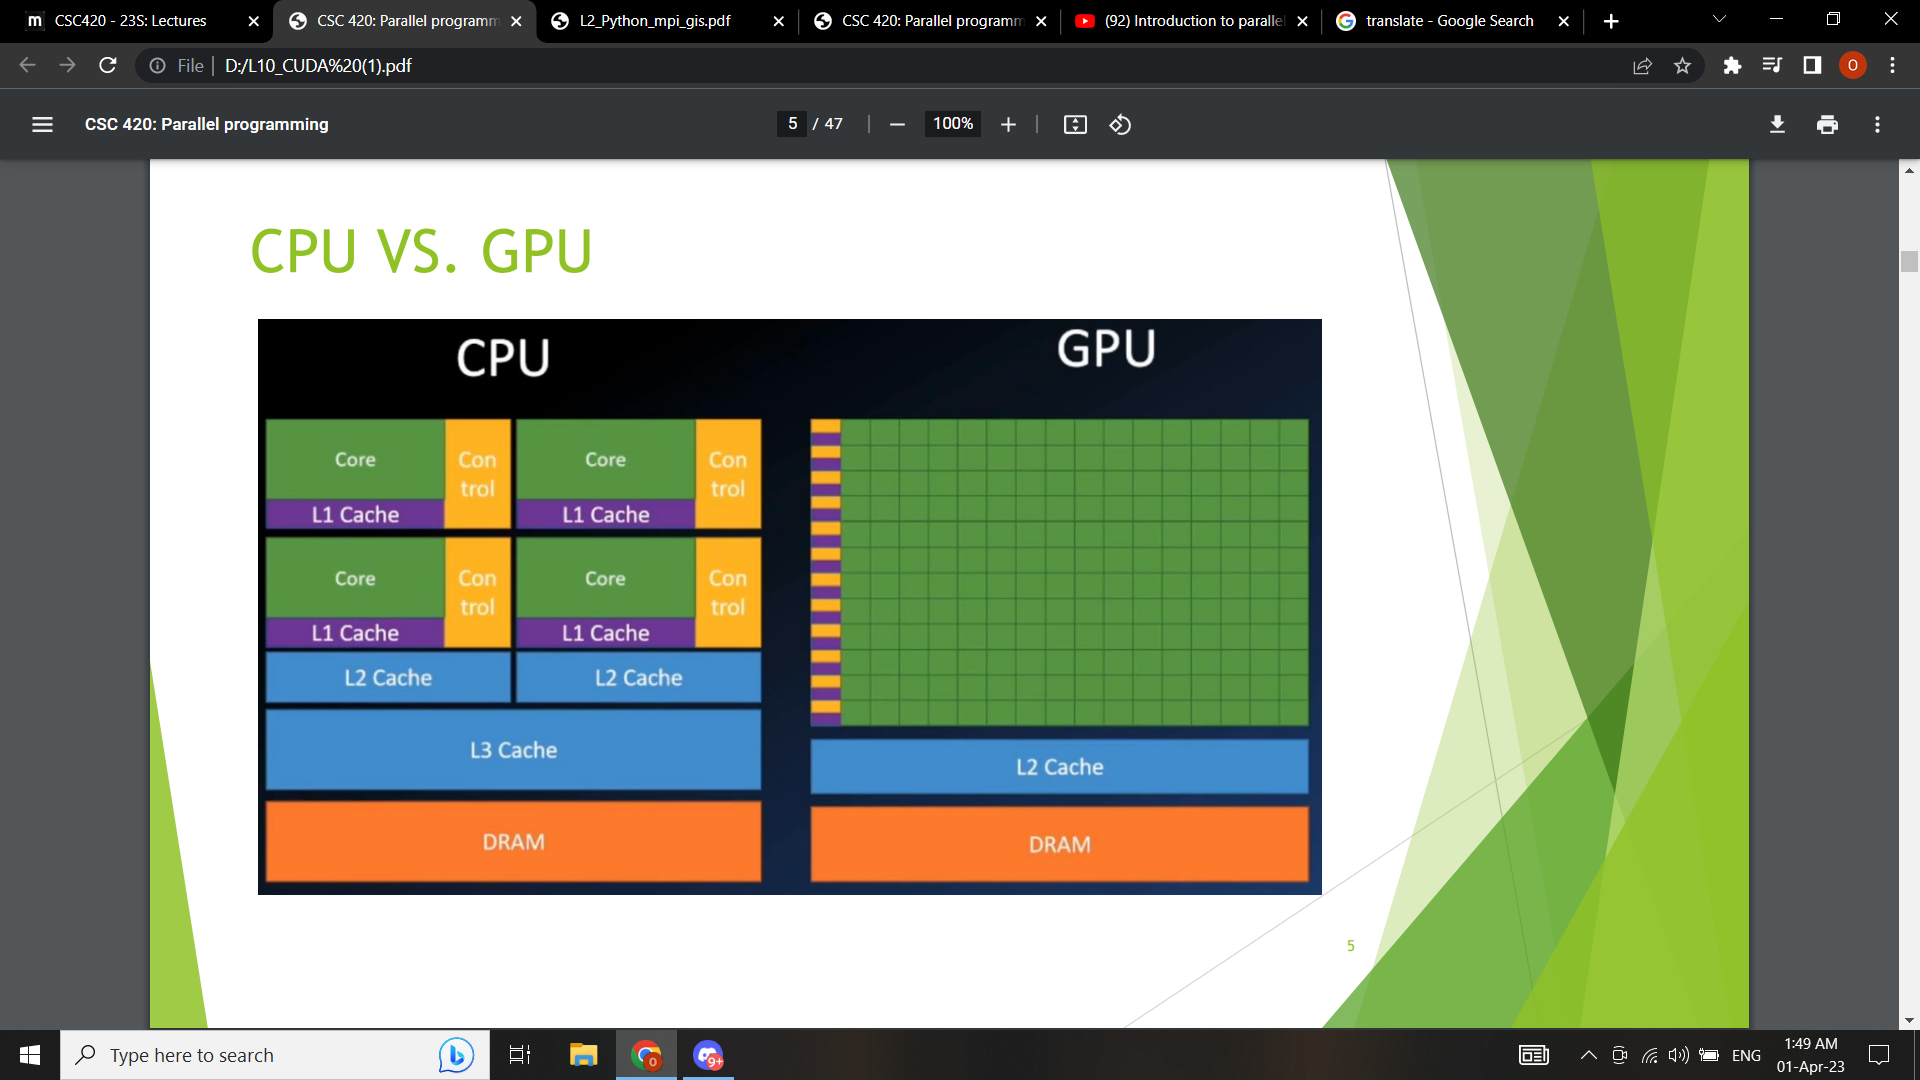 CSC420 - 23S: Lectures
CSC 420: Parallel programm
L2_Python_mpi_gis.pdf
CSC 420: Parallel programm
(92) Introduction to paralle
translate - Google Search
File
D:/L10_CUDA%20(1).pdf
O
CSC 420: Parallel programming
5 / 47
100%
CPU VS. GPU
CPU
GPU
Core
Con
trol
L1 Cache
Core
Con
trol
L1 Cache
Core
Con
trol
L1 Cache
Core
Con
trol
L1 Cache
L2 Cache
L2 Cache
L3 Cache
DRAM
L2 Cache
DRAM
5
Type here to search
9+
ENG
1:49 AM
01-Apr-23